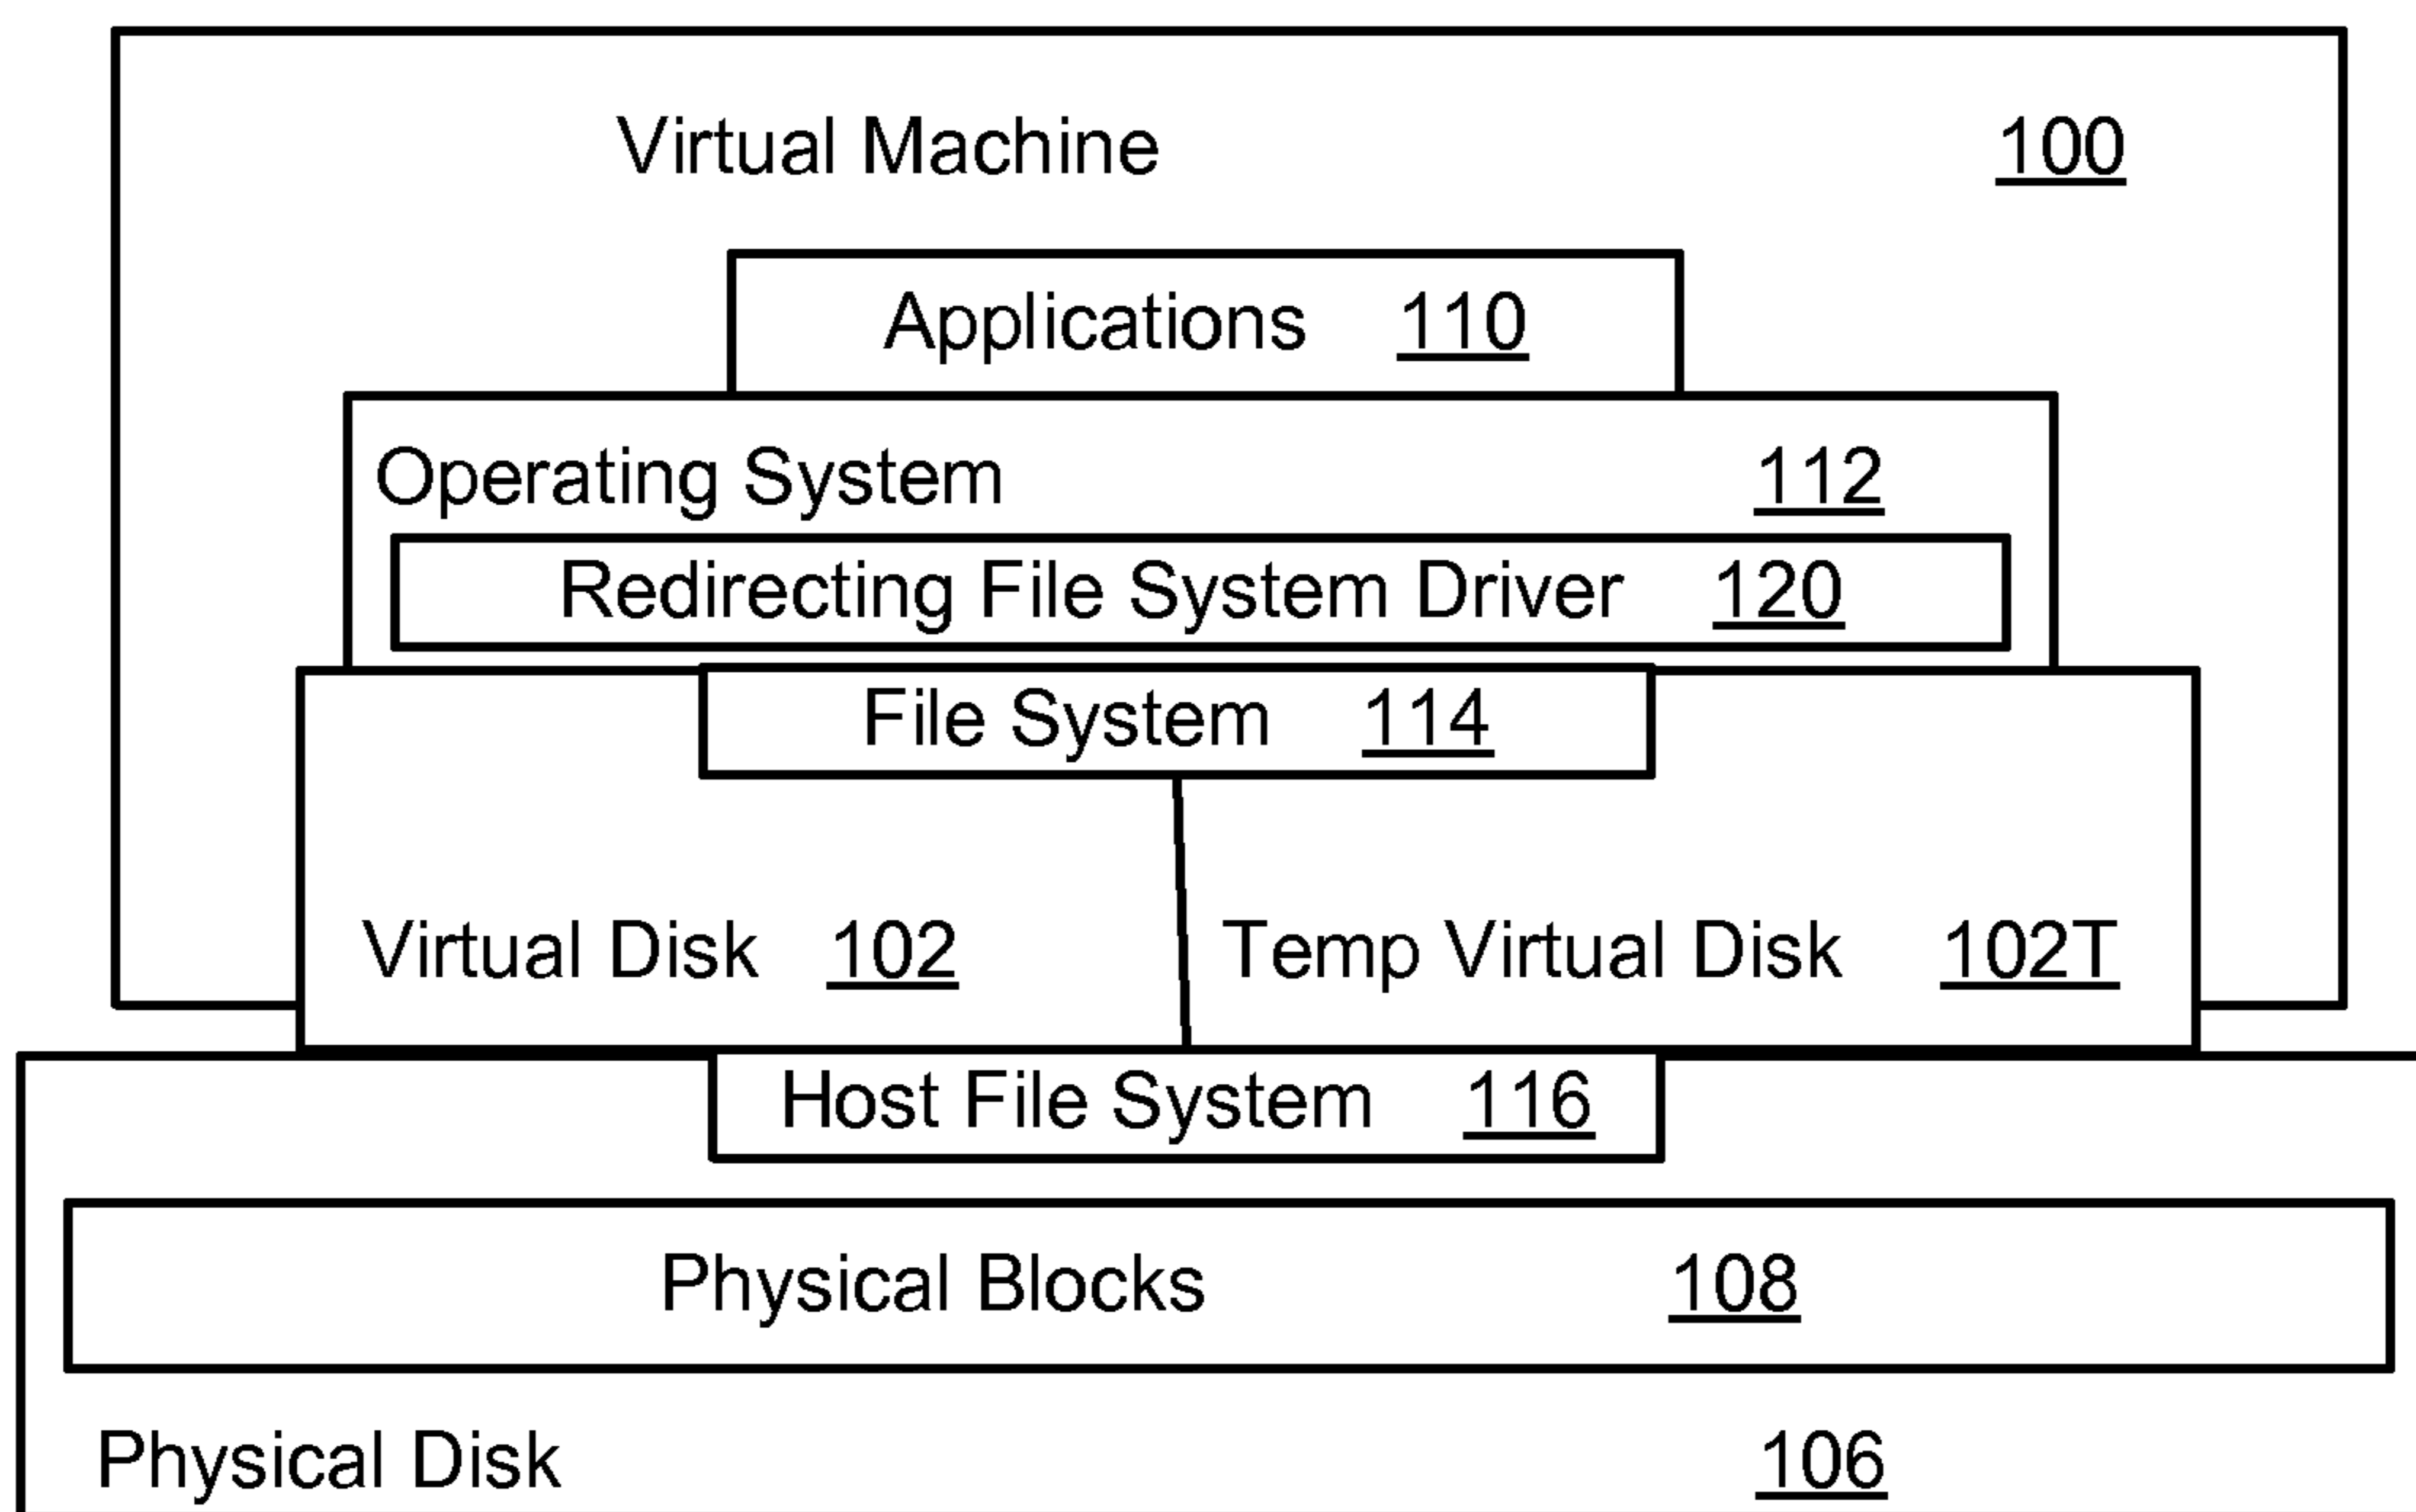 Virtual Machine 100
Applications 110
Operating System 112
Redirecting File System Driver 120
File System 114
Virtual Disk 102 Temp Virtual Disk 102T
Host File System 116
Physical Blocks 108
Physical Disk 106